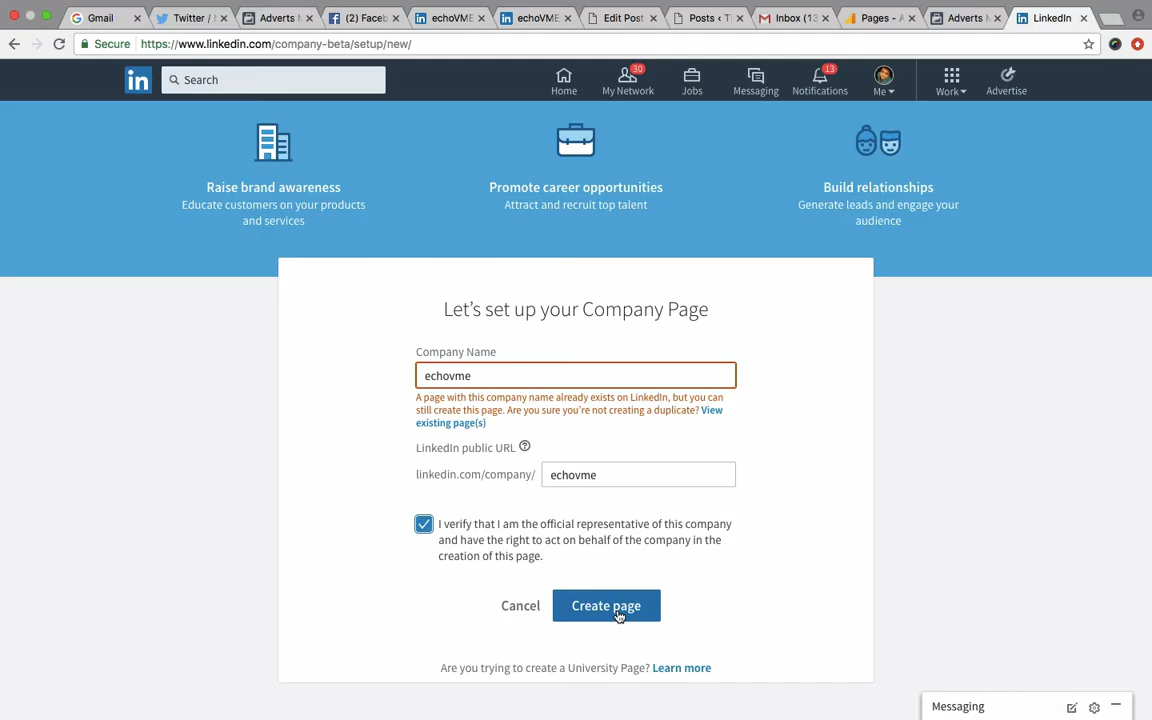 Gmail
Twitter /
Adverts M
(2) Faceb
echoVME
echoVME
Edit Post
Posts ‹ Th
Inbox (13
Pages - A
Adverts M
LinkedIn
Secure https://www.linkedin.com/company-beta/setup/new/
in
Search
30
13
Home
My Network
Jobs
Messaging
Notifications
Me
Work
Advertise
Raise brand awareness
Educate customers on your products
and services
Promote career opportunities
Attract and recruit top talent
Build relationships
Generate leads and engage your
audience
Let's set up your Company Page
Company Name
echovme
A page with this company name already exists on LinkedIn, but you can
still create this page. Are you sure you're not creating a duplicate? View
existing page(s)
LinkedIn public URL ?
linkedin.com/company/ echovme
I verify that I am the official representative of this company
and have the right to act on behalf of the company in the
creation of this page.
Cancel
Create page
Are you trying to create a University Page? Learn more
Messaging